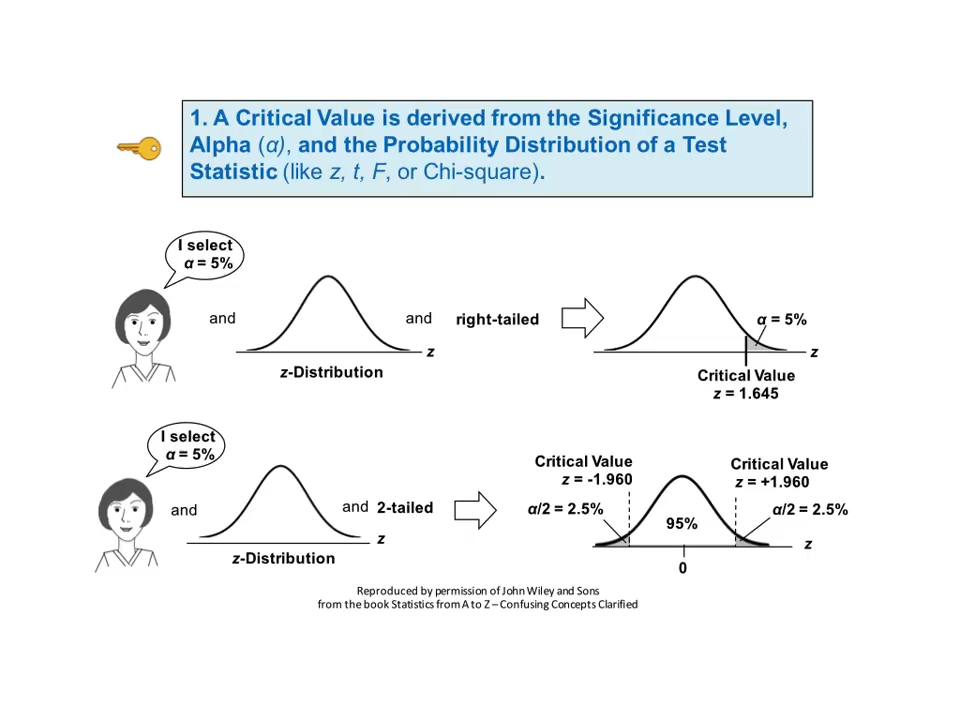 1. A Critical Value is derived from the Significance Level,
Alpha (α), and the Probability Distribution of a Test
Statistic (like z, t, F, or Chi-square).
I select
α = 5%
and
z
z-Distribution
and
right-tailed
α = 5%
z
Critical Value
z = 1.645
I select
α = 5%
and
z
z-Distribution
and 2-tailed
Critical Value
z = -1.960
α/2 = 2.5%
95%
Critical Value
z = +1.960
α/2 = 2.5%
z
0
Reproduced by permission of John Wiley and Sons
from the book Statistics from A to Z – Confusing Concepts Clarified